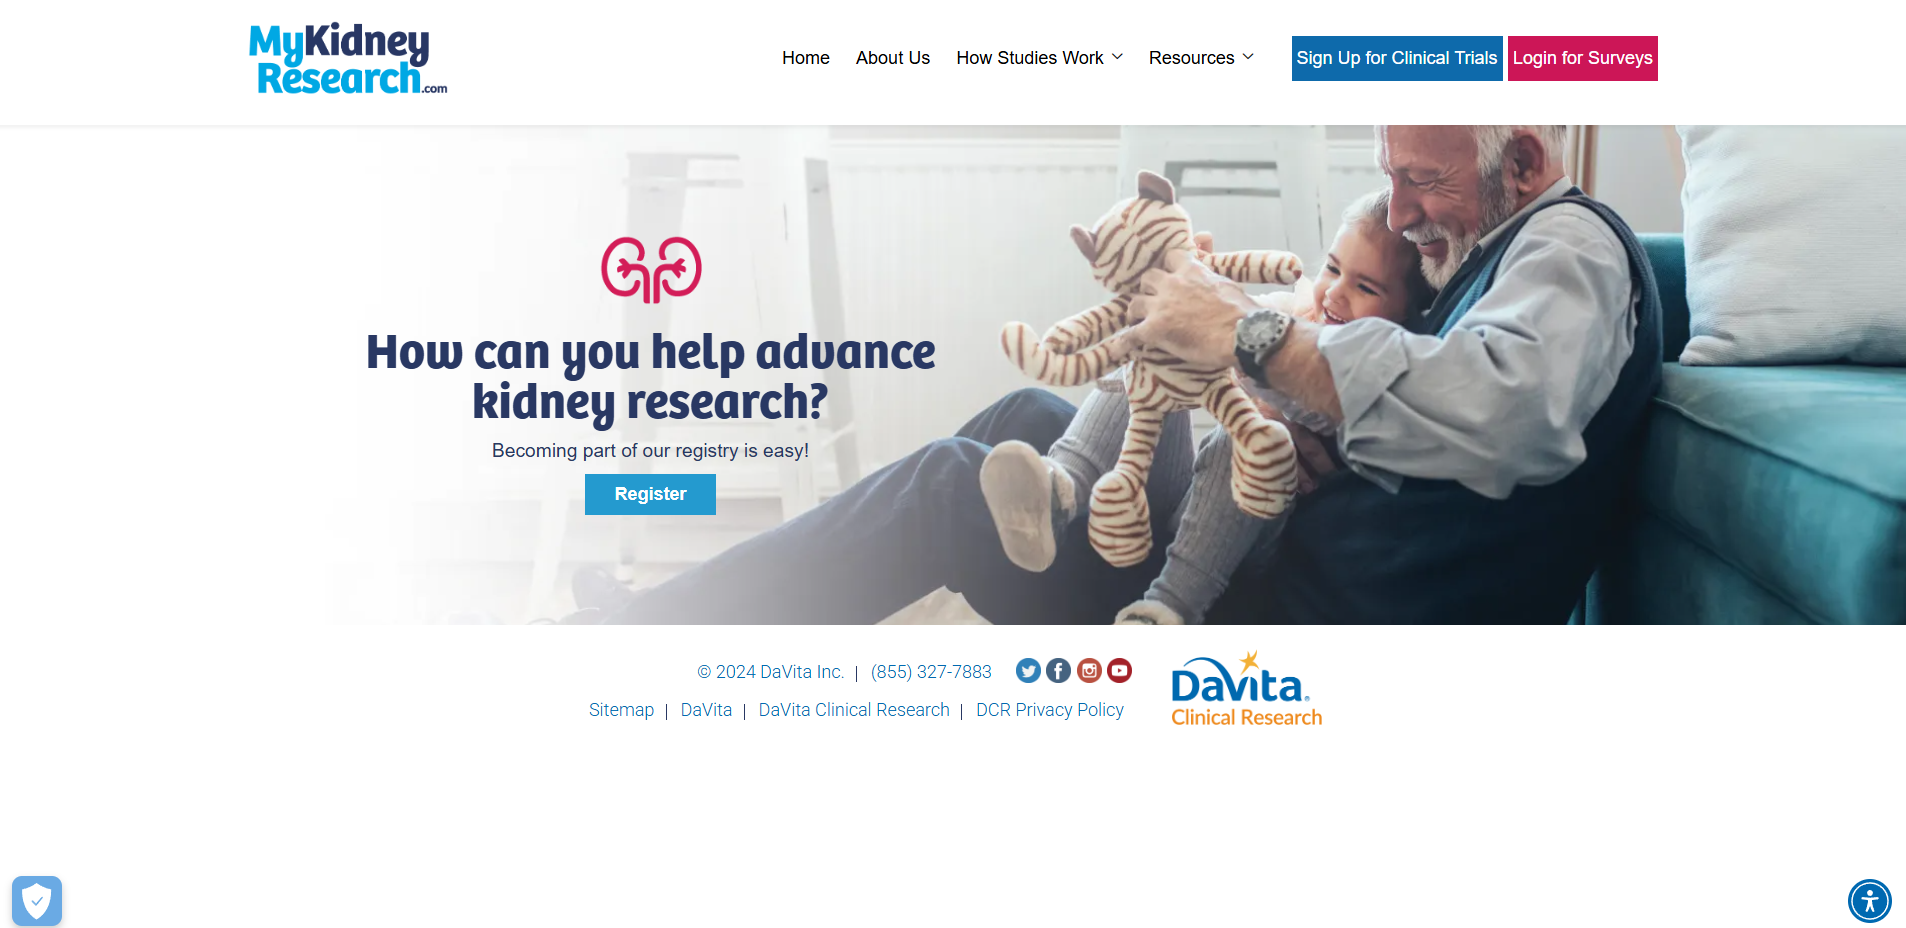 MyKidney
Research.com
Home About Us How Studies Work Resources Sign Up for Clinical Trials Login for Surveys
How can you help advance
kidney research?
Becoming part of our registry is easy!
Register
© 2024 DaVita Inc. | (855) 327-7883
Sitemap | DaVita | DaVita Clinical Research | DCR Privacy Policy
DaVita®
Clinical Research